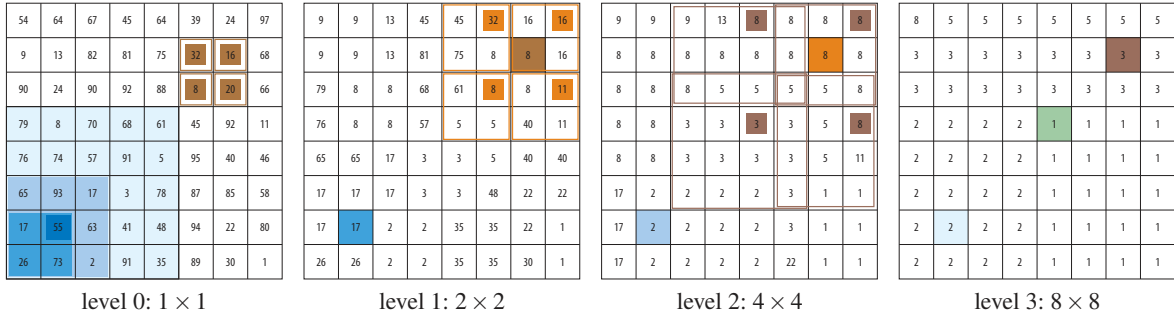 54 64 67 45 64 39 24 97
9 13 82 81 75 32 16 68
90 24 90 92 88 8 20 66
79 8 70 68 61 45 92 11
76 74 57 91 5 95 40 46
65 93 17 3 78 87 85 58
17 55 63 41 48 94 22 80
26 73 2 91 35 89 30 1
level 0: 1 × 1
9 9 13 45 45 32 16 16
9 9 13 81 75 8 8 16
79 8 8 68 61 8 8 11
76 8 8 57 5 5 40 11
65 65 17 3 3 5 40 40
17 17 17 3 3 48 22 22
17 17 2 2 35 35 22 1
26 26 2 2 35 35 30 1
level 1: 2 × 2
9 9 9 13 8 8 8 8
8 8 8 8 8 8 8 8
8 8 8 5 5 5 5 8
8 8 3 3 3 3 5 8
8 8 3 3 3 3 5 11
17 2 2 2 2 3 1 1
17 2 2 2 2 3 1 1
17 2 2 2 2 22 1 1
level 2: 4 × 4
8 5 5 5 5 5 5 5
3 3 3 3 3 3 3 3
3 3 3 3 3 3 3 3
2 2 2 2 1 1 1 1
2 2 2 2 1 1 1 1
2 2 2 2 1 1 1 1
2 2 2 2 1 1 1 1
2 2 2 2 1 1 1 1
level 3: 8 × 8